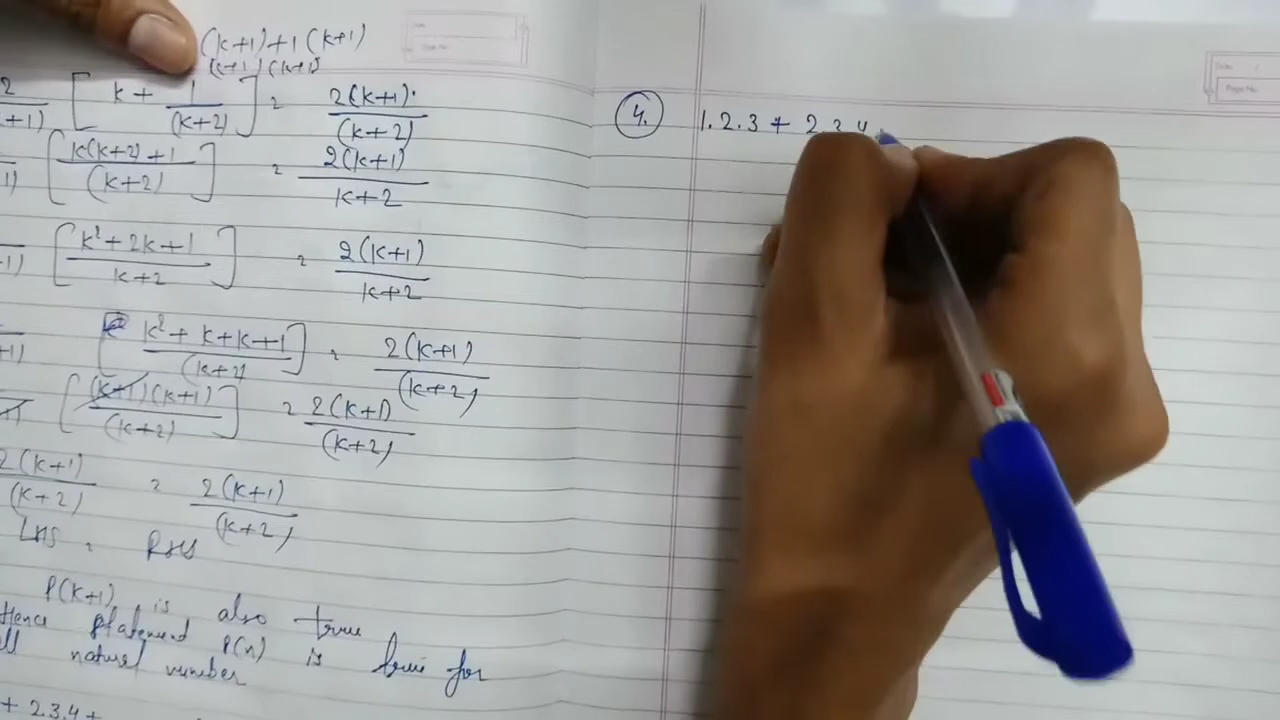 (k+1)+1 (k+1)
(k+1) (k+1)
2/(k+1) [k + 1/(k+2)] = 2(k+1)/(k+2)
[k(k+2)+1/(k+2)] = 2(k+1)/k+2
[k²+2k+1/k+2] = 2(k+1)/k+2
[k²+k+k+1/(k+2)] = 2(k+1)/(k+2)
[(k+1)(k+1)/(k+2)] = 2(k+1)/(k+2)
2(k+1)/(k+2) = 2(k+1)/(k+2)
LHS = RHS
P(k+1) is also true
Hence statement P(n) is true for
all natural number
+ 2.3.4 +
4. 1.2.3 + 2.3.4